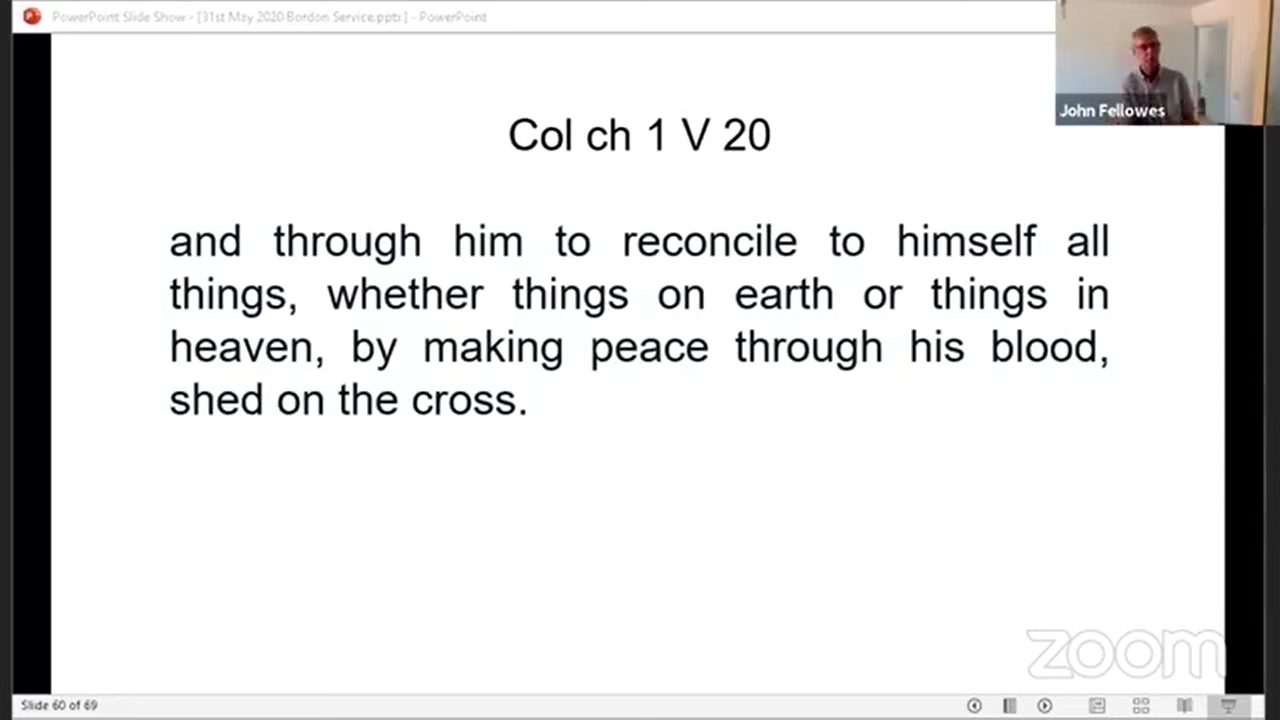 PowerPoint Slide Show - [31st May 2020 Bordon Service.pptx] - PowerPoint
John Fellowes
Col ch 1 V 20
and through him to reconcile to himself all
things, whether things on earth or things in
heaven, by making peace through his blood,
shed on the cross.
zoom
Slide 60 of 69